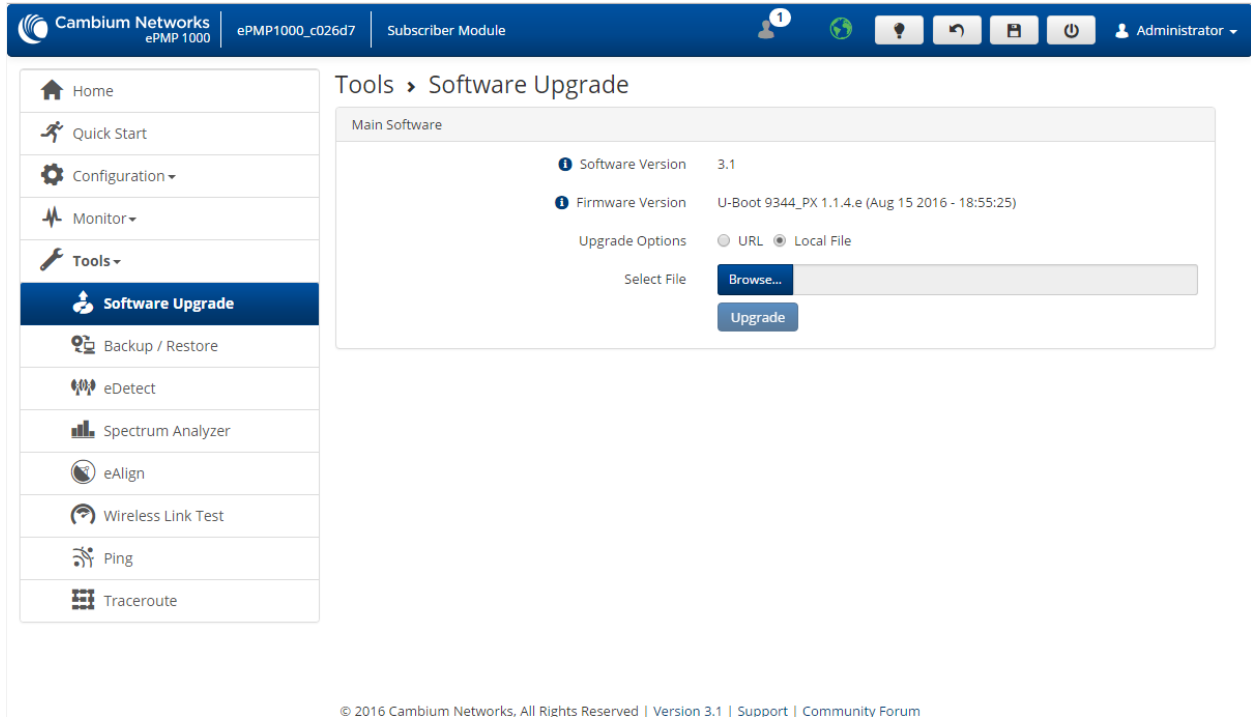 Cambium Networks
ePMP 1000
ePMP1000_c026d7
Subscriber Module
1
Administrator
Home
Quick Start
Configuration
Monitor
Tools
Software Upgrade
Backup / Restore
eDetect
Spectrum Analyzer
eAlign
Wireless Link Test
Ping
Traceroute
Tools › Software Upgrade
Main Software
Software Version 3.1
Firmware Version U-Boot 9344_PX 1.1.4.e (Aug 15 2016 - 18:55:25)
Upgrade Options URL Local File
Select File Browse...
Upgrade
© 2016 Cambium Networks, All Rights Reserved | Version 3.1 | Support | Community Forum